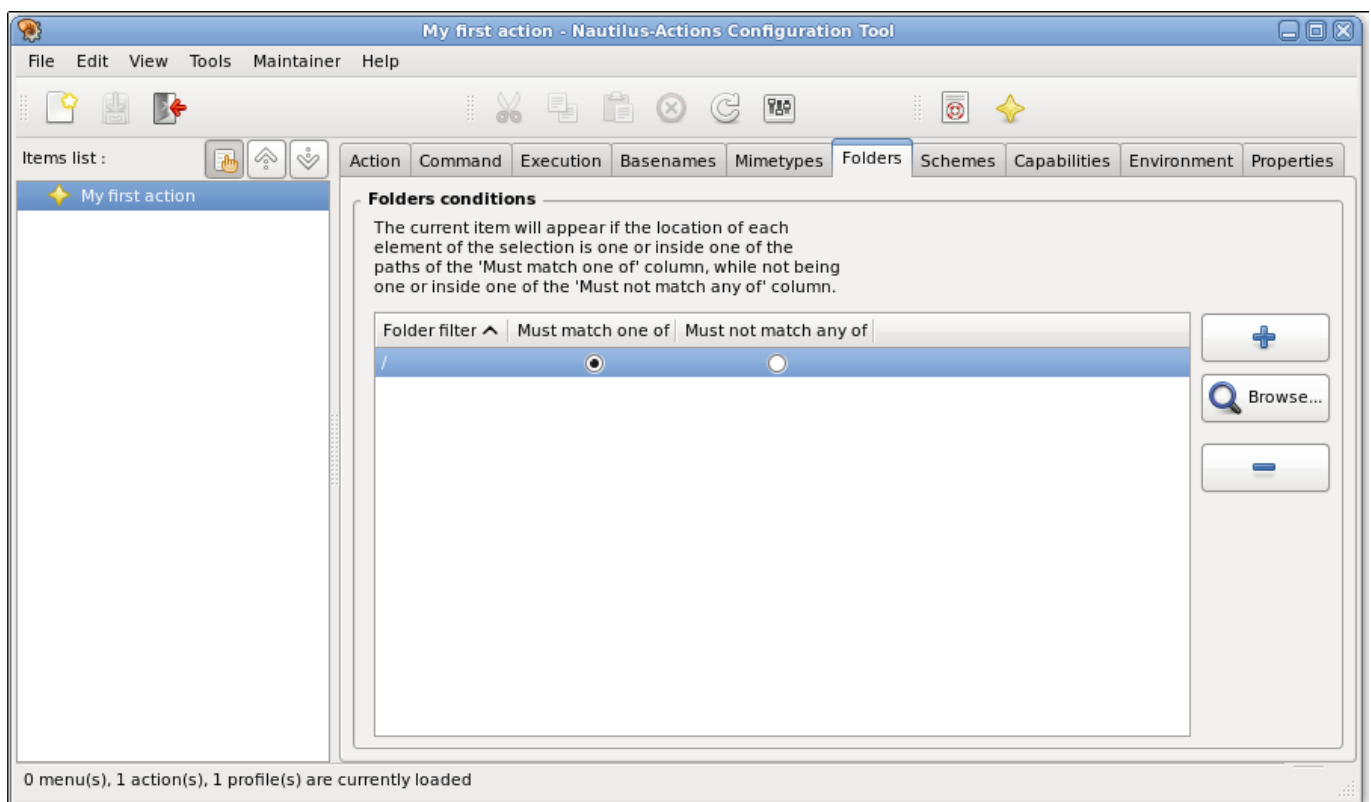 My first action - Nautilus-Actions Configuration Tool
File Edit View Tools Maintainer Help
Items list :
Action Command Execution Basenames Mimetypes Folders Schemes Capabilities Environment Properties
My first action
Folders conditions
The current item will appear if the location of each
element of the selection is one or inside one of the
paths of the 'Must match one of' column, while not being
one or inside one of the 'Must not match any of' column.
Folder filter Must match one of Must not match any of
/
Browse...
0 menu(s), 1 action(s), 1 profile(s) are currently loaded